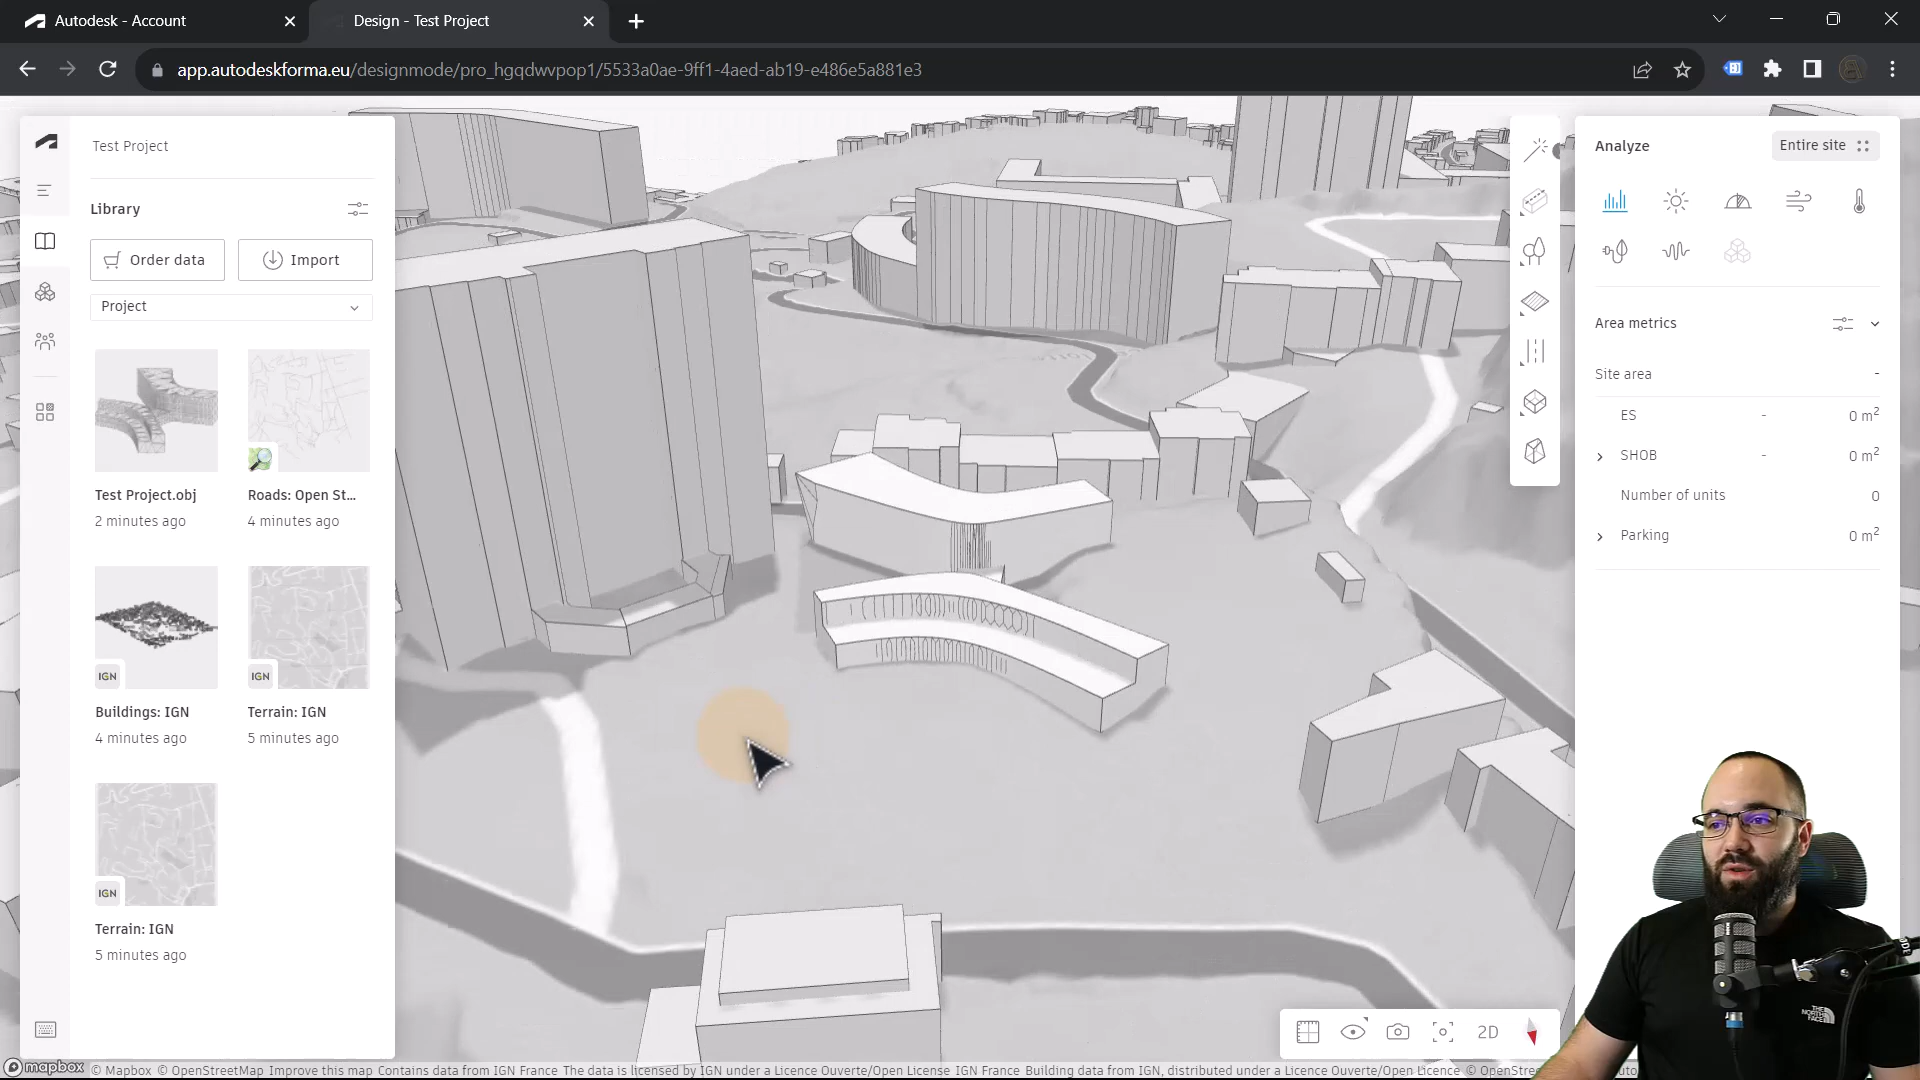 Autodesk - Account
Design - Test Project
app.autodeskforma.eu/designmode/pro_hgqdwvpop1/5533a0ae-9ff1-4aed-ab19-e486e5a881e3
Test Project
Library
Order data
Import
Project
Test Project.obj
2 minutes ago
Roads: Open St...
4 minutes ago
IGN
Buildings: IGN
4 minutes ago
IGN
Terrain: IGN
5 minutes ago
IGN
Terrain: IGN
5 minutes ago
Analyze
Entire site
Area metrics
Site area -
ES - 0 m²
SHOB - 0 m²
Number of units 0
Parking 0 m²
2D
THE NORTH FACE
mapbox
© Mapbox © OpenStreetMap Improve this map Contains data from IGN France The data is licensed by IGN under a Licence Ouverte/Open License IGN France Building data from IGN, distributed under a Licence Ouverte/Open Licence © OpenStre